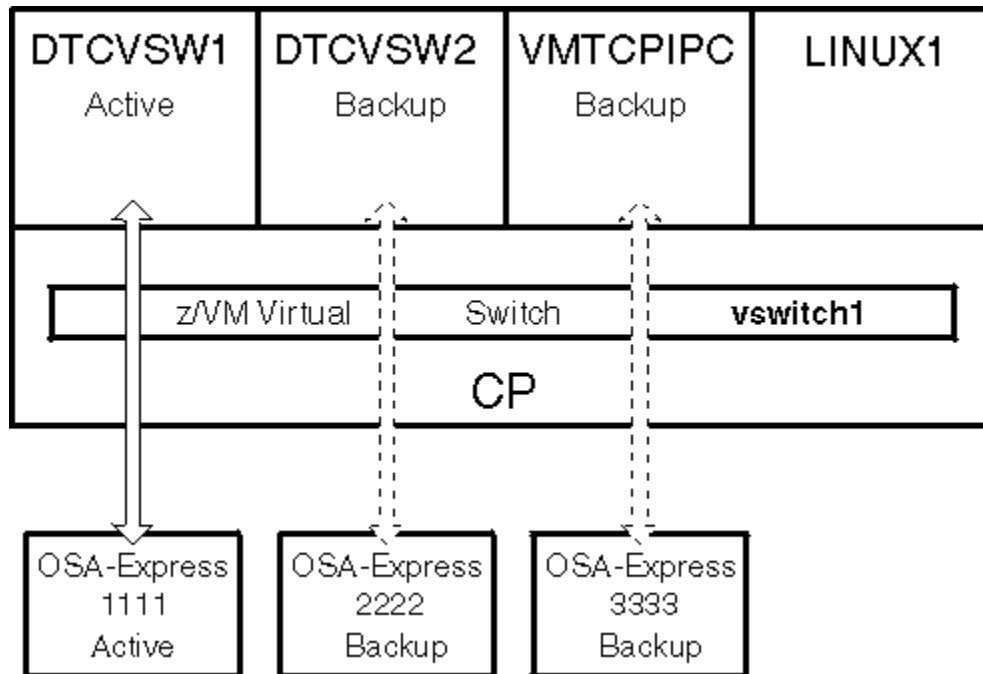 DTCVSW1 DTCVSW2 VMTCPIPC LINUX1
Active Backup Backup
z/VM Virtual Switch vswitch1
CP
OSA-Express OSA-Express OSA-Express
1111 2222 3333
Active Backup Backup